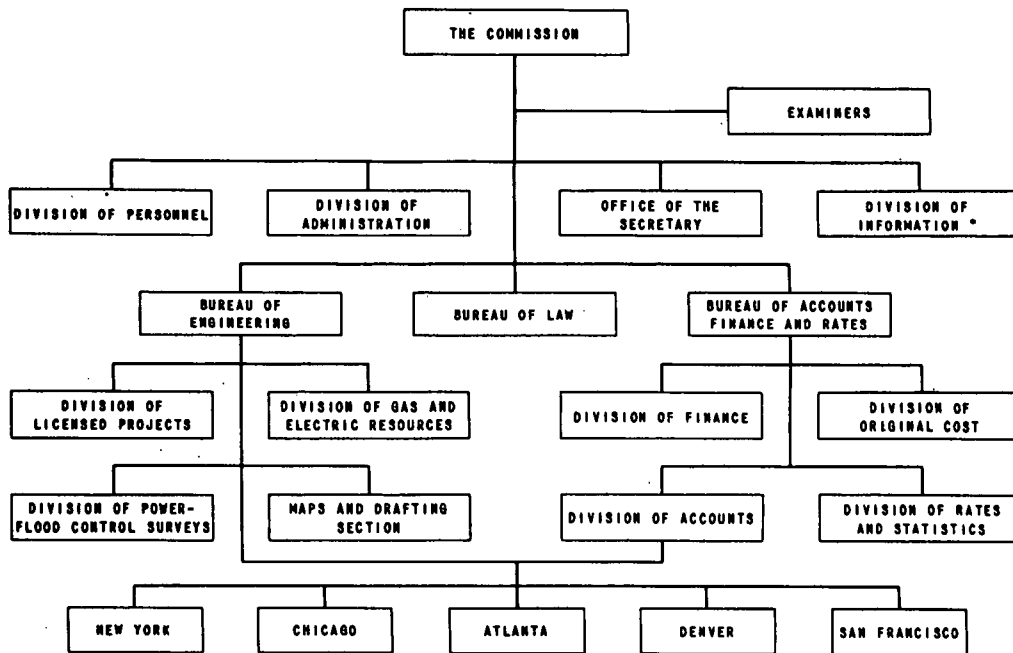 THE COMMISSION
EXAMINERS
DIVISION OF PERSONNEL
DIVISION OF
ADMINISTRATION
OFFICE OF THE
SECRETARY
DIVISION OF
INFORMATION *
BUREAU OF
ENGINEERING
BUREAU OF LAW
BUREAU OF ACCOUNTS
FINANCE AND RATES
DIVISION OF
LICENSED PROJECTS
DIVISION OF GAS AND
ELECTRIC RESOURCES
DIVISION OF FINANCE
DIVISION OF
ORIGINAL COST
DIVISION OF POWER-
FLOOD CONTROL SURVEYS
MAPS AND DRAFTING
SECTION
DIVISION OF ACCOUNTS
DIVISION OF RATES
AND STATISTICS
NEW YORK
CHICAGO
ATLANTA
DENVER
SAN FRANCISCO